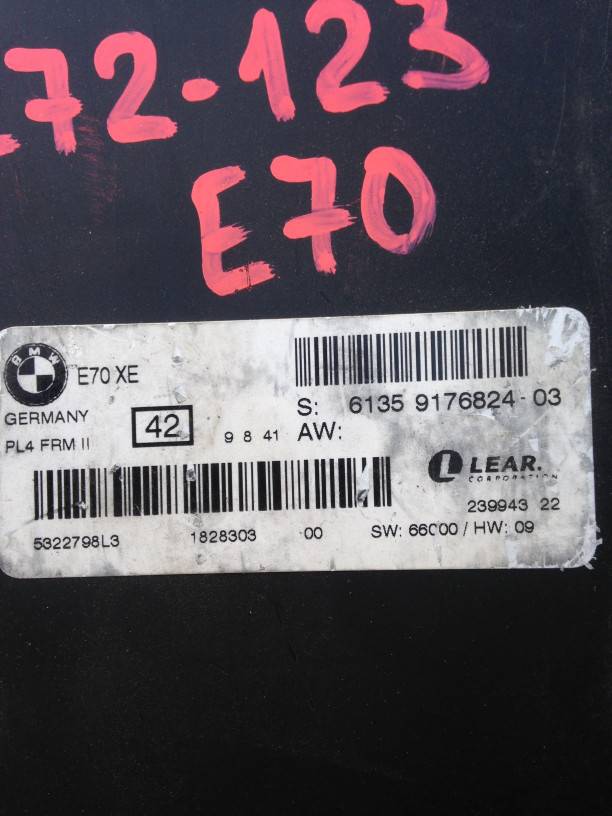 72-123
E70
BMW
E70 XE
GERMANY
PL4 FRM II
42
9 8 41
S: 6135 9176824-03
AW:
LEAR.
CORPORATION
239943 22
5322798L3 1828303 00 SW: 66000 / HW: 09